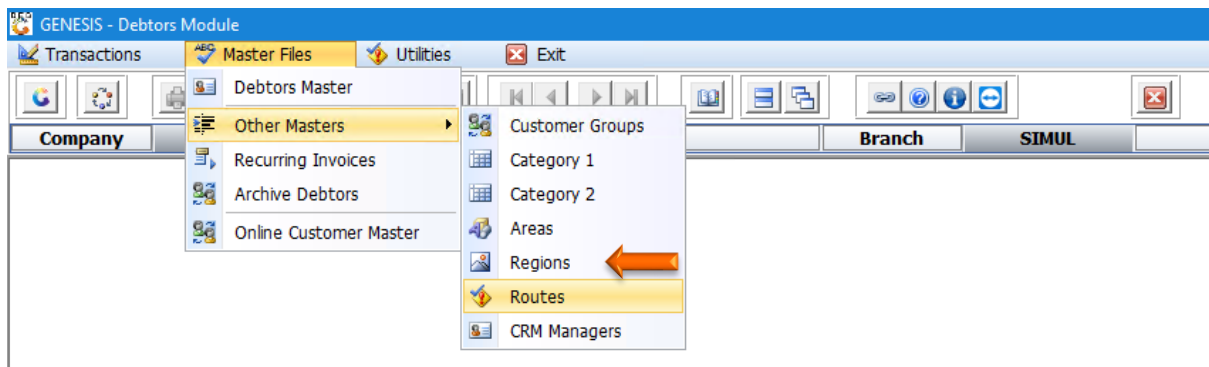 GENESIS - Debtors Module
Transactions ABC Master Files Utilities Exit
Debtors Master
Other Masters
Recurring Invoices
Archive Debtors
Online Customer Master
Customer Groups
Category 1
Category 2
Areas
Regions
Routes
CRM Managers
Company Branch SIMUL